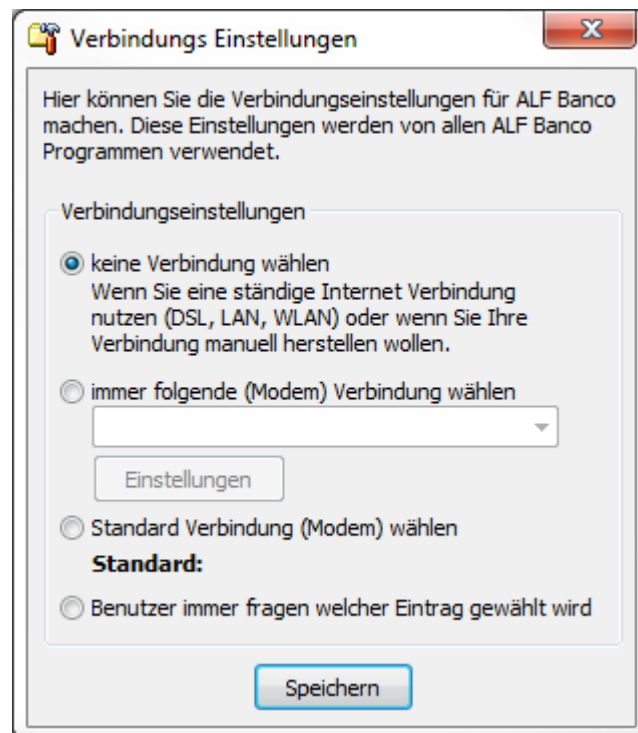 Verbindungs Einstellungen
Hier können Sie die Verbindungseinstellungen für ALF Banco
machen. Diese Einstellungen werden von allen ALF Banco
Programmen verwendet.
Verbindungseinstellungen
keine Verbindung wählen
Wenn Sie eine ständige Internet Verbindung
nutzen (DSL, LAN, WLAN) oder wenn Sie Ihre
Verbindung manuell herstellen wollen.
immer folgende (Modem) Verbindung wählen
Einstellungen
Standard Verbindung (Modem) wählen
Standard:
Benutzer immer fragen welcher Eintrag gewählt wird
Speichern